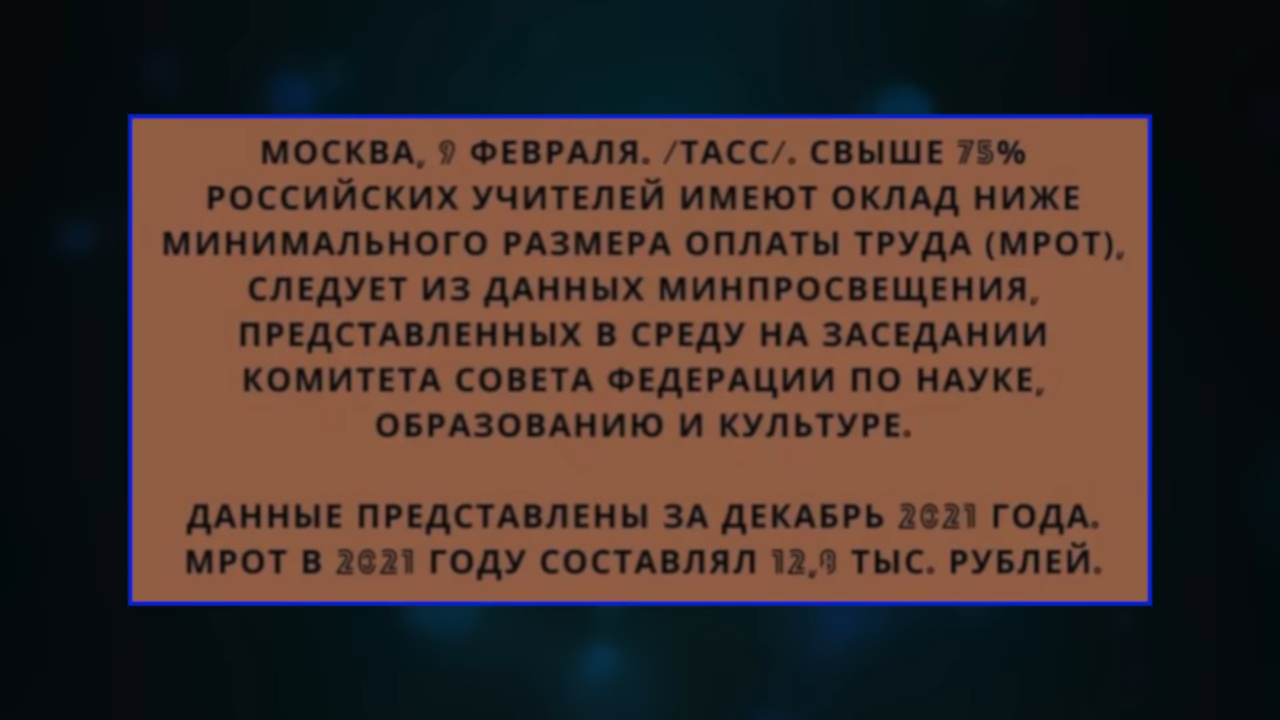 МОСКВА, 9 ФЕВРАЛЯ. /ТАСС/. СВЫШЕ 75%
РОССИЙСКИХ УЧИТЕЛЕЙ ИМЕЮТ ОКЛАД НИЖЕ
МИНИМАЛЬНОГО РАЗМЕРА ОПЛАТЫ ТРУДА (МРОТ),
СЛЕДУЕТ ИЗ ДАННЫХ МИНПРОСВЕЩЕНИЯ,
ПРЕДСТАВЛЕННЫХ В СРЕДУ НА ЗАСЕДАНИИ
КОМИТЕТА СОВЕТА ФЕДЕРАЦИИ ПО НАУКЕ,
ОБРАЗОВАНИЮ И КУЛЬТУРЕ.
ДАННЫЕ ПРЕДСТАВЛЕНЫ ЗА ДЕКАБРЬ 2021 ГОДА.
МРОТ В 2021 ГОДУ СОСТАВЛЯЛ 12,9 ТЫС. РУБЛЕЙ.